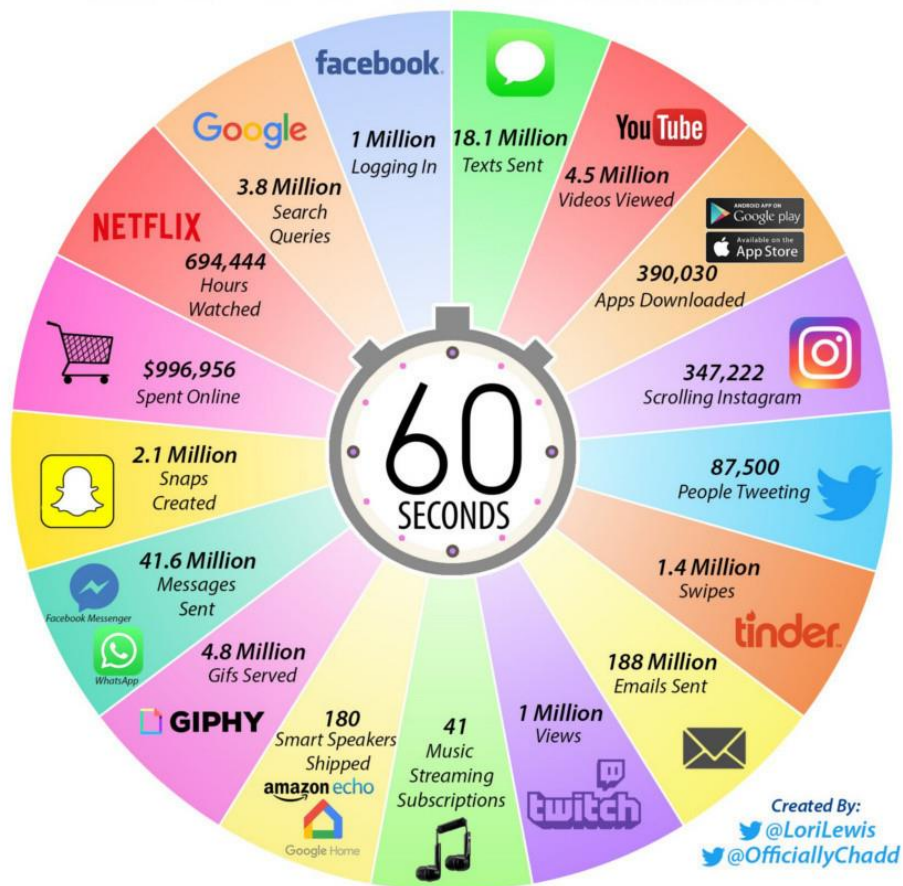 facebook
1 Million
Logging In
18.1 Million
Texts Sent
You Tube
4.5 Million
Videos Viewed
ANDROID APP ON
Google play
Available on the
App Store
390,030
Apps Downloaded
347,222
Scrolling Instagram
87,500
People Tweeting
1.4 Million
Swipes
tinder
188 Million
Emails Sent
1 Million
Views
twitch
41
Music
Streaming
Subscriptions
180
Smart Speakers
Shipped
amazon echo
Google Home
4.8 Million
Gifs Served
GIPHY
41.6 Million
Messages
Sent
Facebook Messenger
WhatsApp
2.1 Million
Snaps
Created
$996,956
Spent Online
NETFLIX
694,444
Hours
Watched
Google
3.8 Million
Search
Queries
60
SECONDS
Created By:
@LoriLewis
@OfficiallyChadd